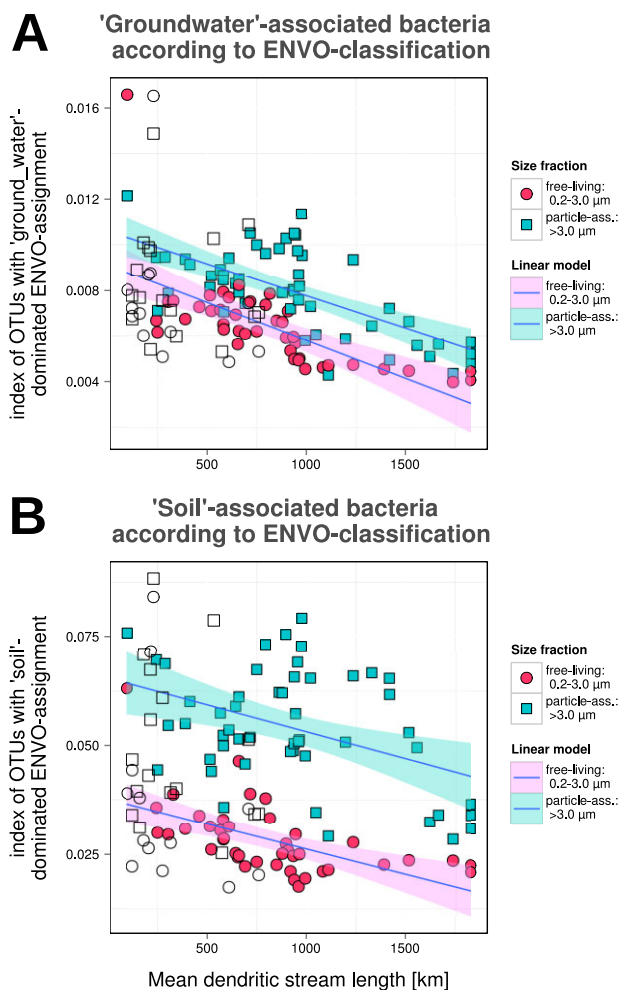 A
'Groundwater'-associated bacteria
according to ENVO-classification
index of OTUs with 'ground_water'-
dominated ENVO-assignment
0.016
0.012
0.008
0.004
500
1000
1500
Size fraction
free-living:
0.2-3.0 µm
particle-ass.:
>3.0 µm
Linear model
free-living:
0.2-3.0 µm
particle-ass.:
>3.0 µm
B
'Soil'-associated bacteria
according to ENVO-classification
index of OTUs with 'soil'-
dominated ENVO-assignment
0.075
0.050
0.025
500
1000
1500
Mean dendritic stream length [km]
Size fraction
free-living:
0.2-3.0 µm
particle-ass.:
>3.0 µm
Linear model
free-living:
0.2-3.0 µm
particle-ass.:
>3.0 µm